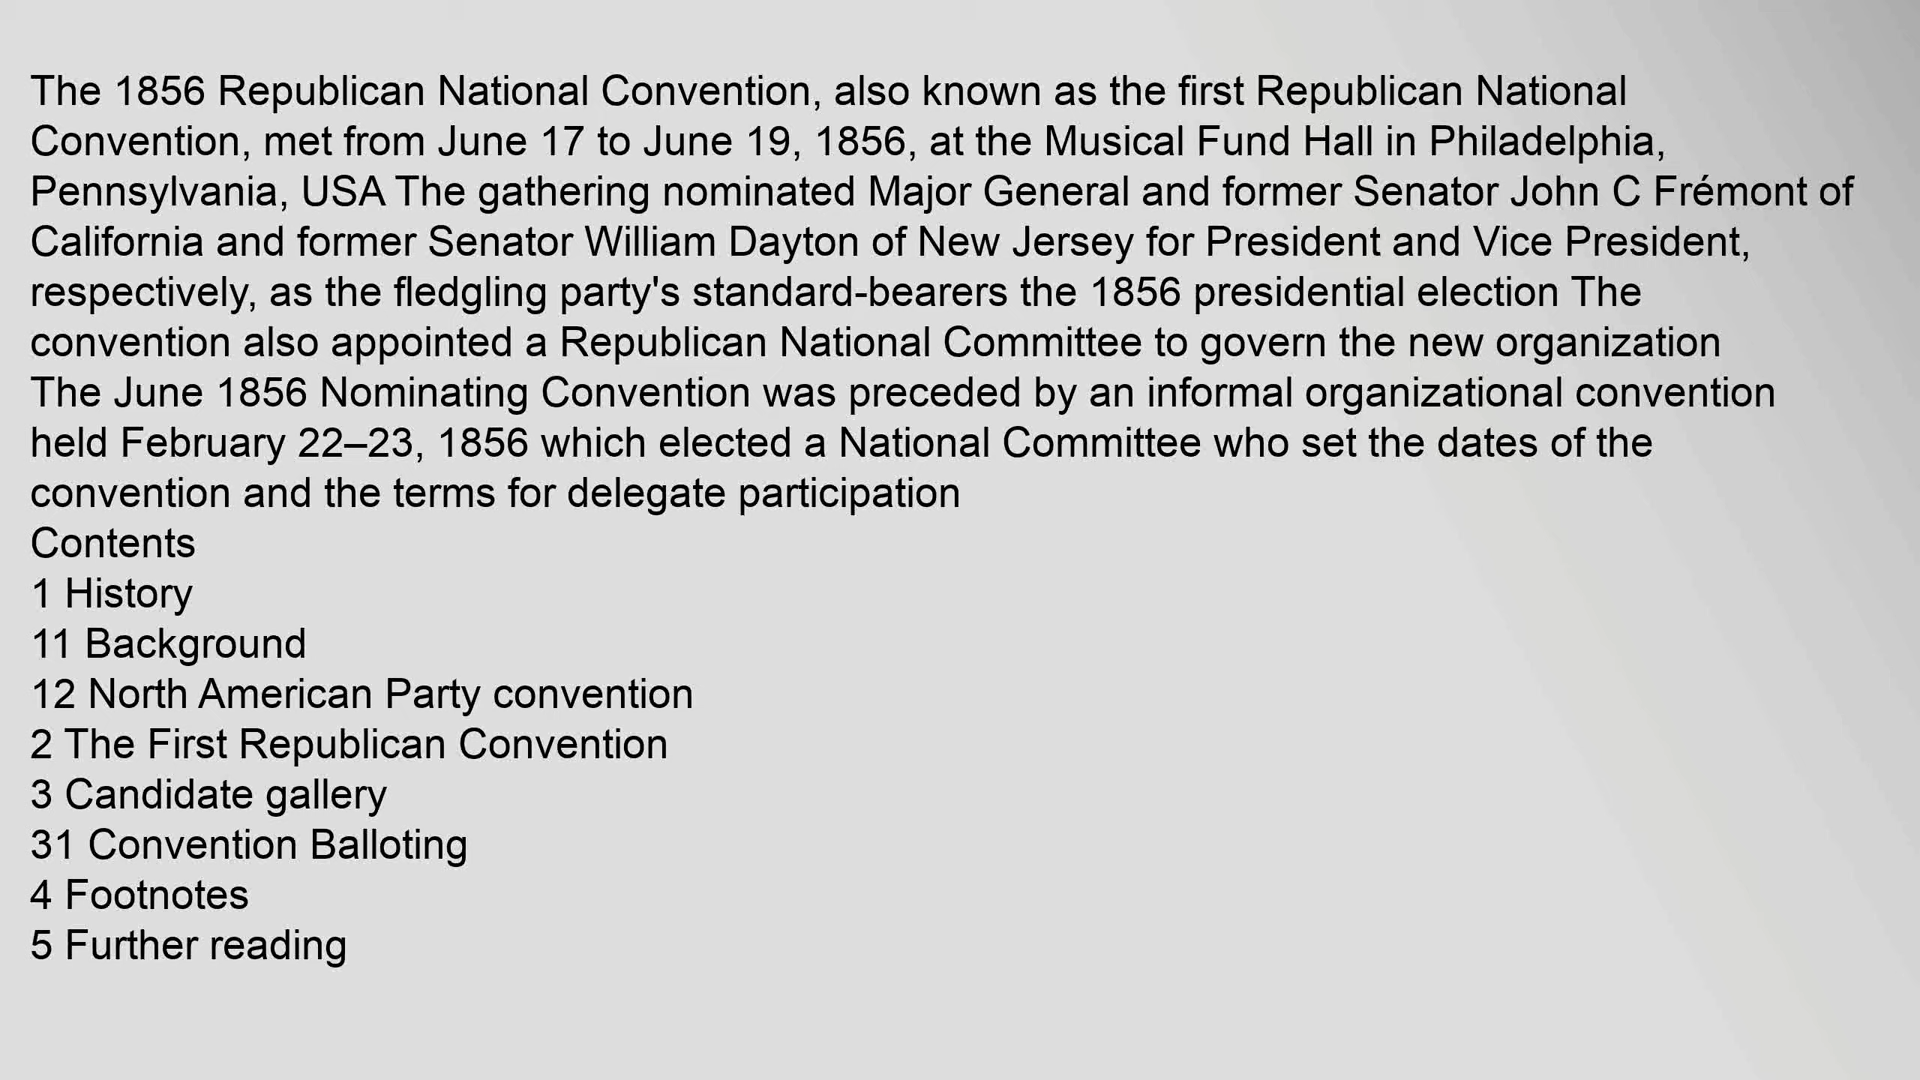 The 1856 Republican National Convention, also known as the first Republican National
Convention, met from June 17 to June 19, 1856, at the Musical Fund Hall in Philadelphia,
Pennsylvania, USA The gathering nominated Major General and former Senator John C Frémont of
California and former Senator William Dayton of New Jersey for President and Vice President,
respectively, as the fledgling party's standard-bearers the 1856 presidential election The
convention also appointed a Republican National Committee to govern the new organization
The June 1856 Nominating Convention was preceded by an informal organizational convention
held February 22–23, 1856 which elected a National Committee who set the dates of the
convention and the terms for delegate participation
Contents
1 History
11 Background
12 North American Party convention
2 The First Republican Convention
3 Candidate gallery
31 Convention Balloting
4 Footnotes
5 Further reading